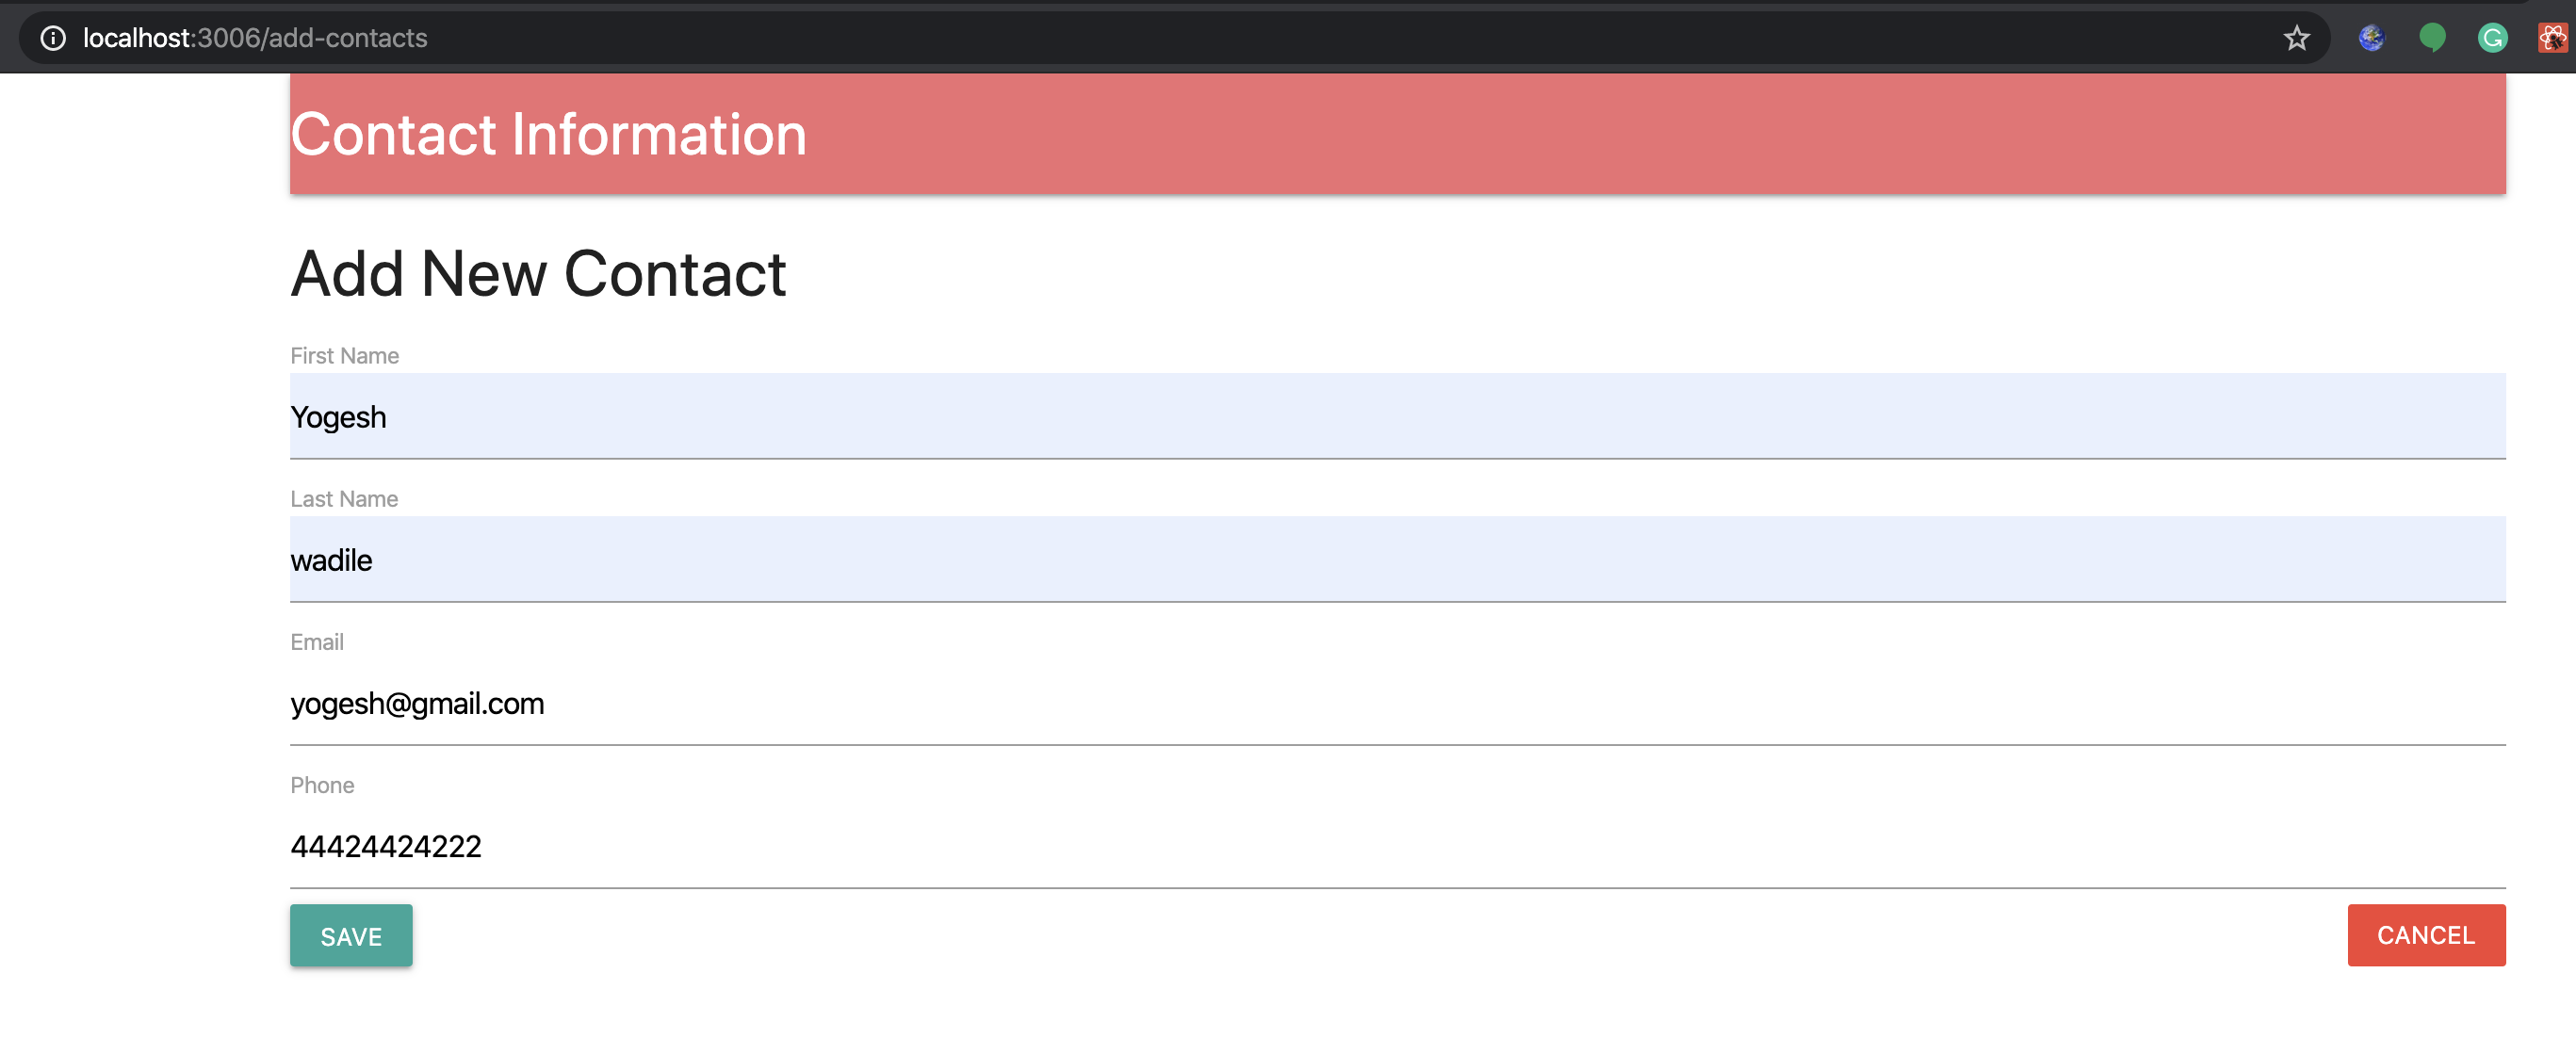 localhost:3006/add-contacts
Contact Information
Add New Contact
First Name
Yogesh
Last Name
wadile
Email
yogesh@gmail.com
Phone
44424424222
SAVE
CANCEL